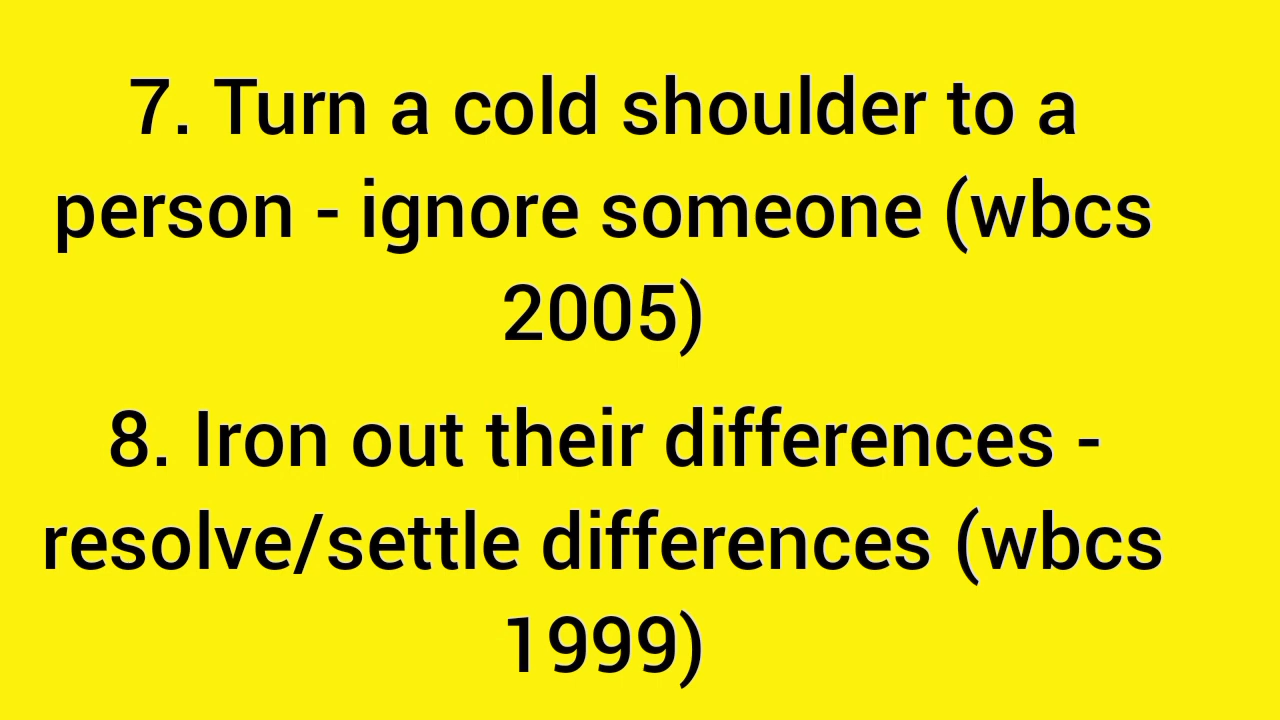 7. Turn a cold shoulder to a
person - ignore someone (wbcs
2005)
8. Iron out their differences -
resolve/settle differences (wbcs
1999)